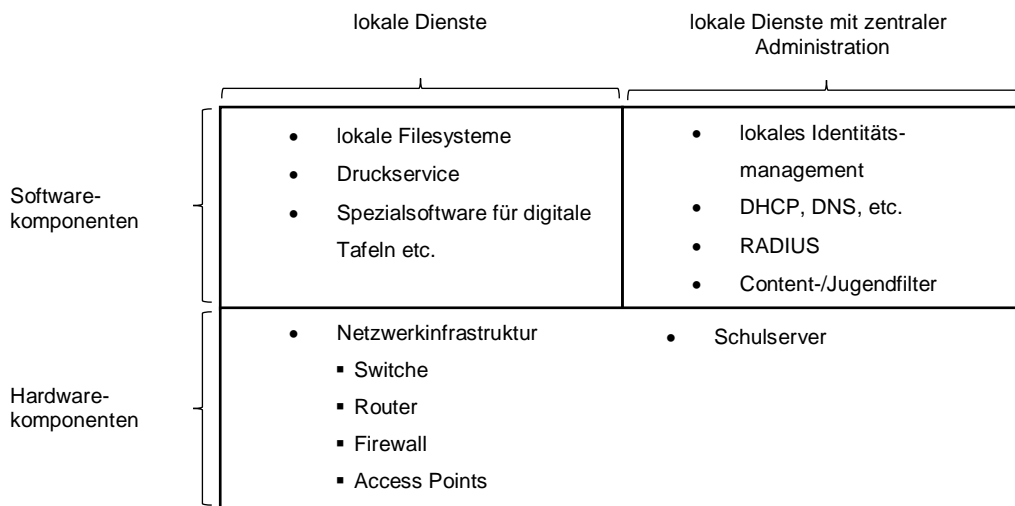 lokale Dienste
lokale Dienste mit zentraler
Administration
Software-
komponenten
• lokale Filesysteme
• Druckservice
• Spezialsoftware für digitale
Tafeln etc.
• lokales Identitäts-
management
• DHCP, DNS, etc.
• RADIUS
• Content-/Jugendfilter
Hardware-
komponenten
• Netzwerkinfrastruktur
▪ Switche
▪ Router
▪ Firewall
▪ Access Points
• Schulserver